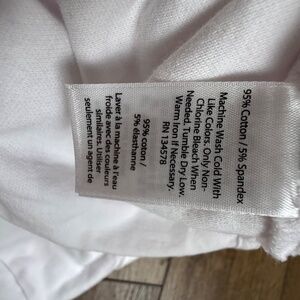 95% Cotton / 5% Spandex
Machine Wash Cold With
Like Colors. Only Non-
Chlorine Bleach When
Needed. Tumble Dry Low.
Warm Iron If Necessary.
RN 134578
95% coton /
5% élasthanne
Laver à la machine à l'eau
froide avec des couleurs
similaires. Utiliser
seulement un agent de